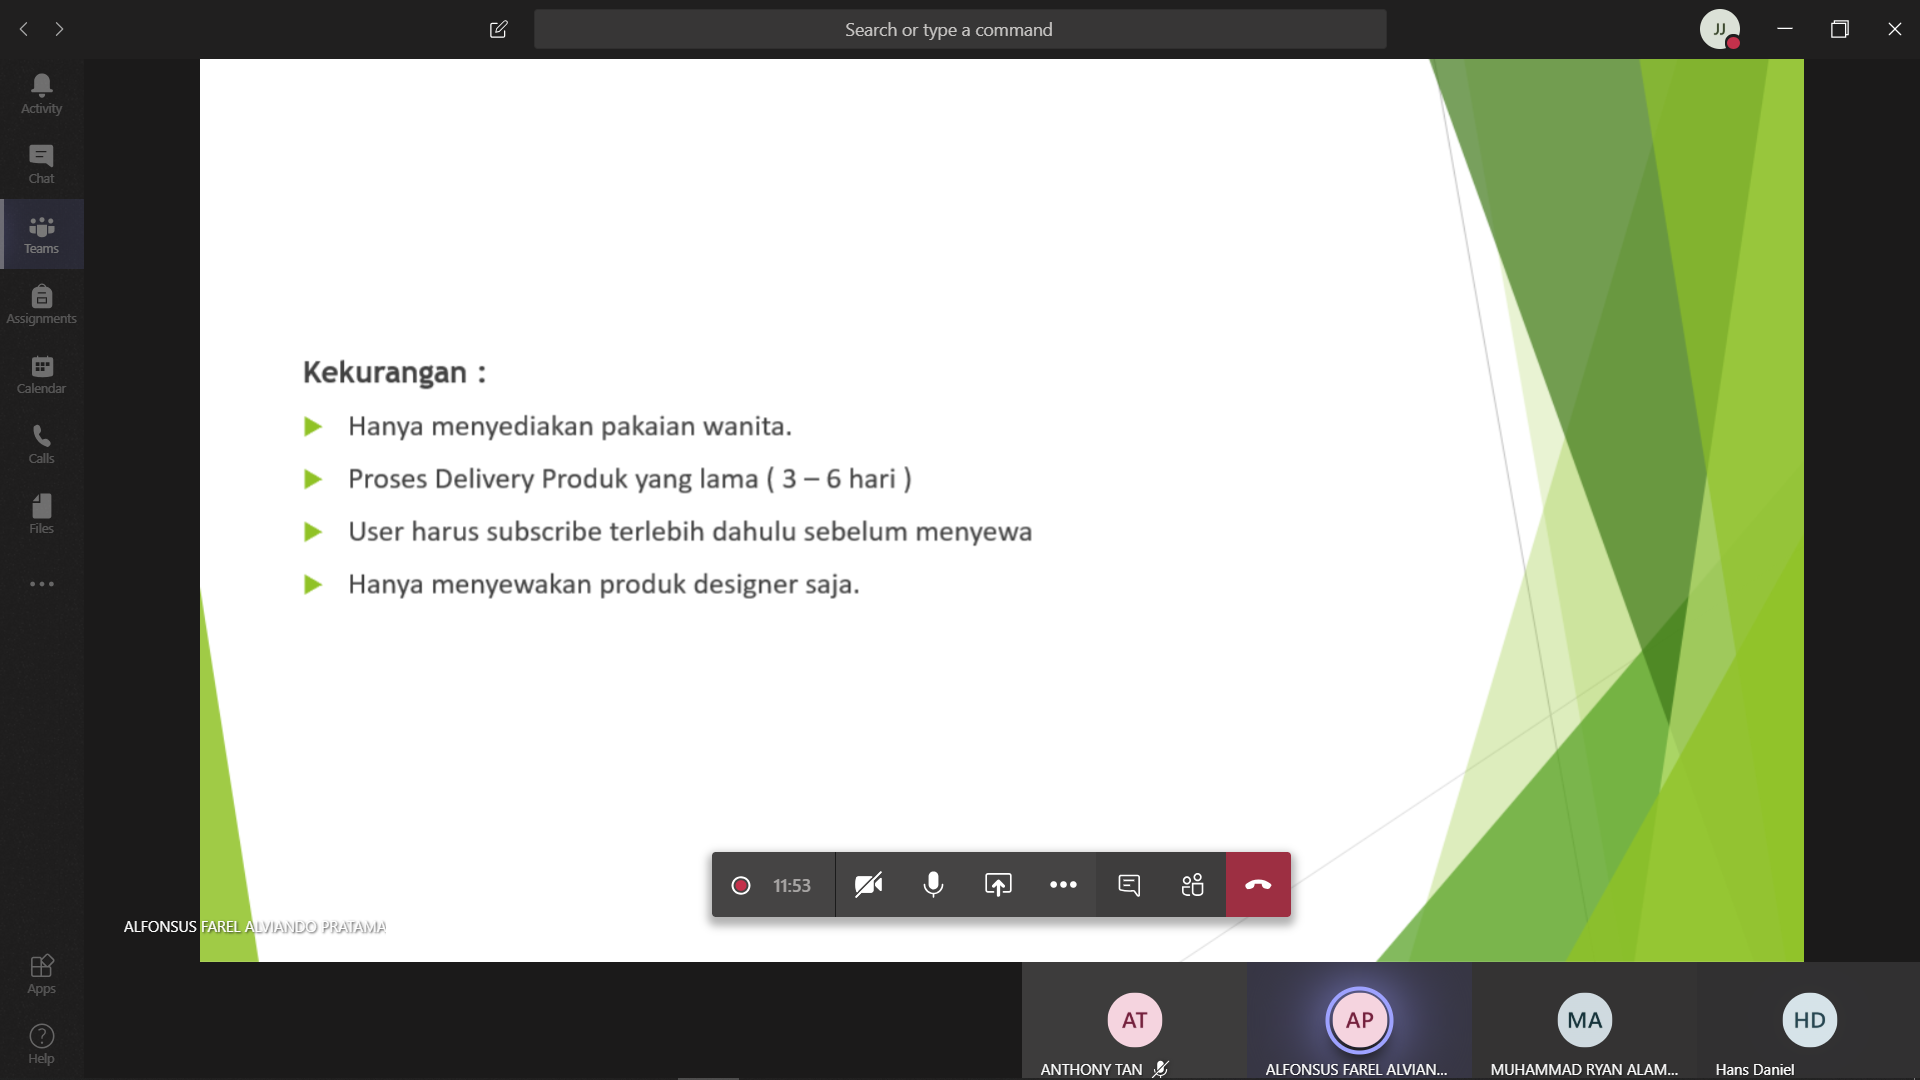 Search or type a command
JJ
Activity
Chat
Teams
Assignments
Calendar
Calls
Files
Apps
Help
Kekurangan :
Hanya menyediakan pakaian wanita.
Proses Delivery Produk yang lama ( 3 – 6 hari )
User harus subscribe terlebih dahulu sebelum menyewa
Hanya menyewakan produk designer saja.
11:53
ALFONSUS FAREL ALVIANDO PRATAMA
AT
AP
MA
HD
ANTHONY TAN
ALFONSUS FAREL ALVIAN...
MUHAMMAD RYAN ALAM...
Hans Daniel